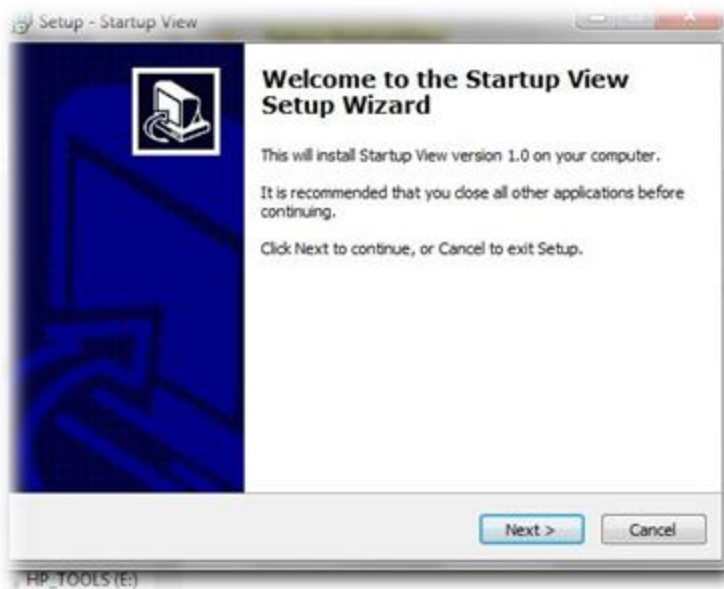 Setup - Startup View
Welcome to the Startup View
Setup Wizard
This will install Startup View version 1.0 on your computer.
It is recommended that you close all other applications before
continuing.
Click Next to continue, or Cancel to exit Setup.
Next >
Cancel
HP_TOOLS (E:)